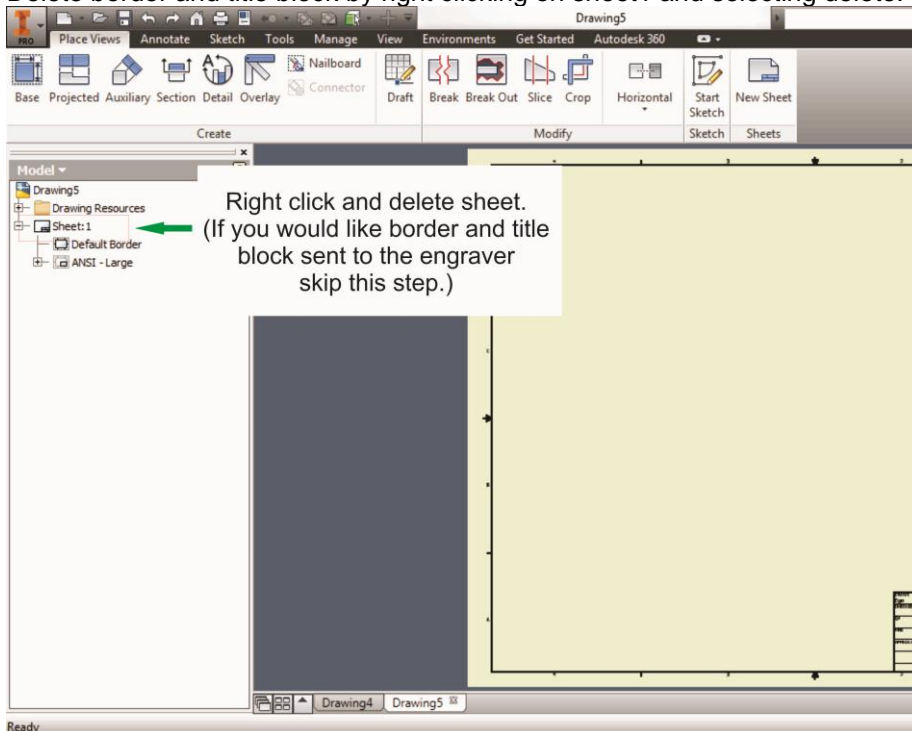 Delete border and title block by right clicking on sheet1 and selecting delete.
Drawing5
PRO
Place Views Annotate Sketch Tools Manage View Environments Get Started Autodesk 360
Nailboard
Connector
Base Projected Auxiliary Section Detail Overlay Draft Break Break Out Slice Crop Horizontal Start Sketch New Sheet
Create Modify Sketch Sheets
Model
Drawing5
Drawing Resources
Sheet:1
Default Border
ANSI - Large
Right click and delete sheet.
(If you would like border and title
block sent to the engraver
skip this step.)
Drawing4 Drawing5
Ready